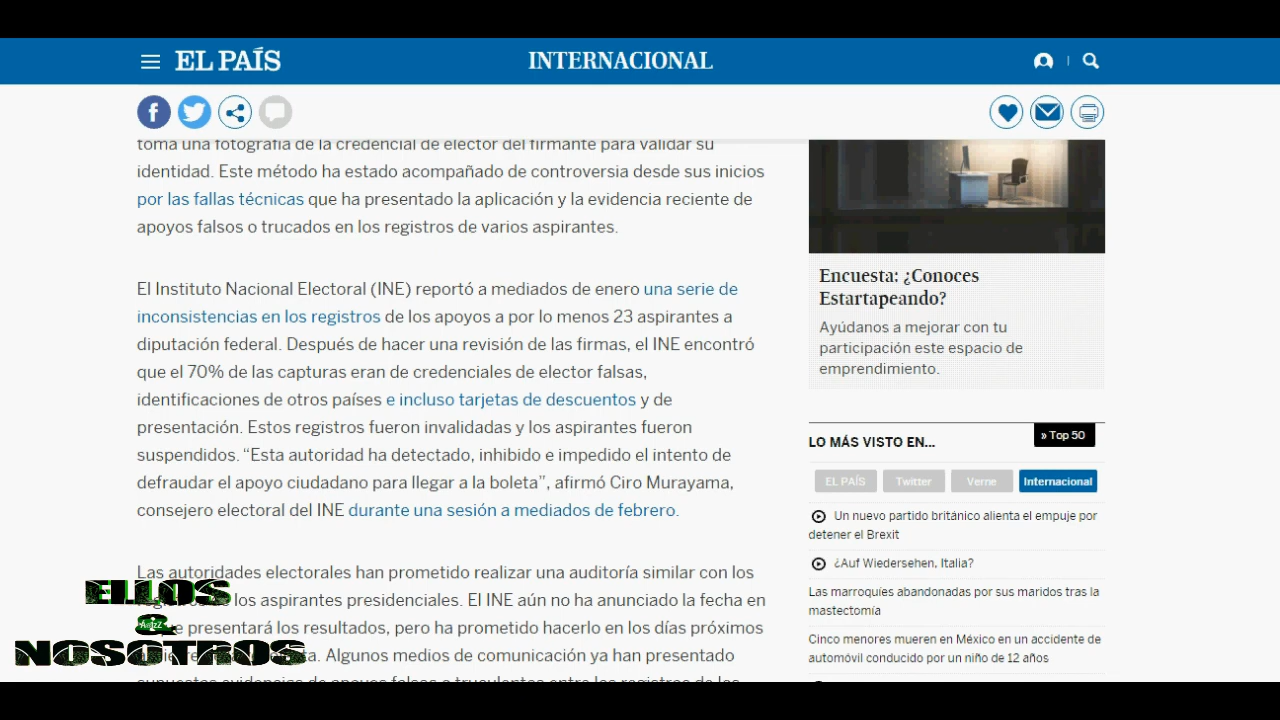 EL PAÍS
INTERNACIONAL
toma una fotografía de la credencial de elector del firmante para validar su
identidad. Este método ha estado acompañado de controversia desde sus inicios
por las fallas técnicas que ha presentado la aplicación y la evidencia reciente de
apoyos falsos o trucados en los registros de varios aspirantes.
El Instituto Nacional Electoral (INE) reportó a mediados de enero una serie de
inconsistencias en los registros de los apoyos a por lo menos 23 aspirantes a
diputación federal. Después de hacer una revisión de las firmas, el INE encontró
que el 70% de las capturas eran de credenciales de elector falsas,
identificaciones de otros países e incluso tarjetas de descuentos y de
presentación. Estos registros fueron invalidados y los aspirantes fueron
suspendidos. “Esta autoridad ha detectado, inhibido e impedido el intento de
defraudar el apoyo ciudadano para llegar a la boleta”, afirmó Ciro Murayama,
consejero electoral del INE durante una sesión a mediados de febrero.
Las autoridades electorales han prometido realizar una auditoría similar con los
los aspirantes presidenciales. El INE aún no ha anunciado la fecha en
presentará los resultados, pero ha prometido hacerlo en los días próximos
Algunos medios de comunicación ya han presentado
supuestas evidencias de apoyos falsos o truculentos entre los registros de los
Encuesta: ¿Conoces
Estartapeando?
Ayúdanos a mejorar con tu
participación este espacio de
emprendimiento.
LO MÁS VISTO EN...
» Top 50
EL PAÍS
Twitter
Verne
Internacional
Un nuevo partido británico alienta el empuje por
detener el Brexit
¿Auf Wiedersehen, Italia?
Las marroquíes abandonadas por sus maridos tras la
mastectomía
Cinco menores mueren en México en un accidente de
automóvil conducido por un niño de 12 años
ELLOS
&
NOSOTROS